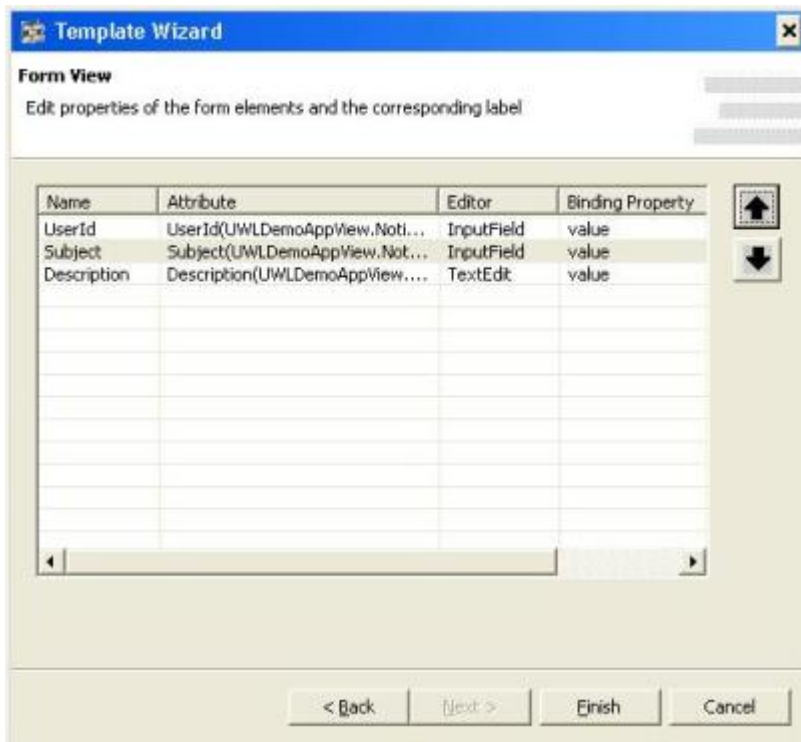 Template Wizard
Form View
Edit properties of the form elements and the corresponding label
Name Attribute Editor Binding Property
UserId UserId(UWLDemoAppView.Noti... InputField value
Subject Subject(UWLDemoAppView.Not... InputField value
Description Description(UWLDemoAppView.... TextEdit value
< Back Next > Finish Cancel